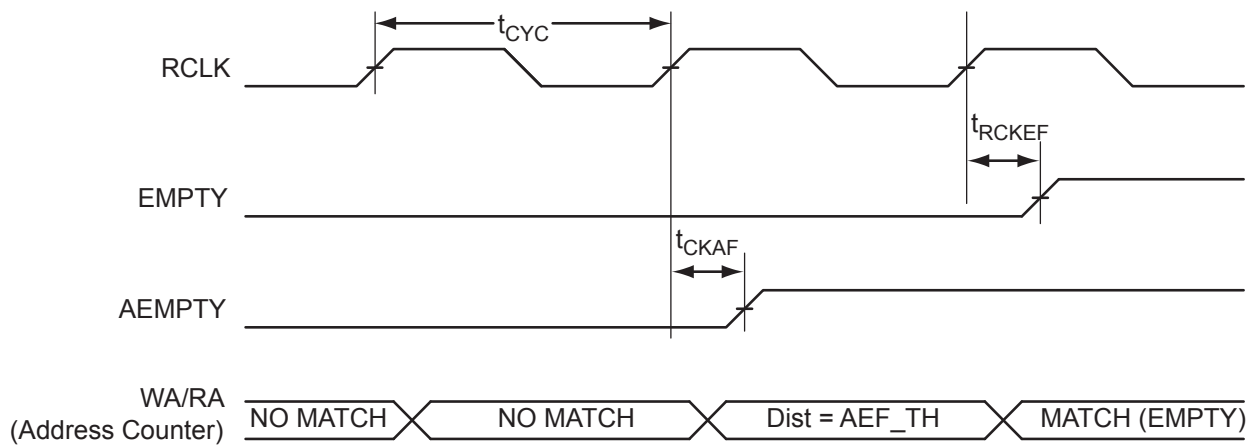 tCYC
RCLK
tRCKEF
EMPTY
tCKAF
AEMPTY
WA/RA
(Address Counter)
NO MATCH
NO MATCH
Dist = AEF_TH
MATCH (EMPTY)